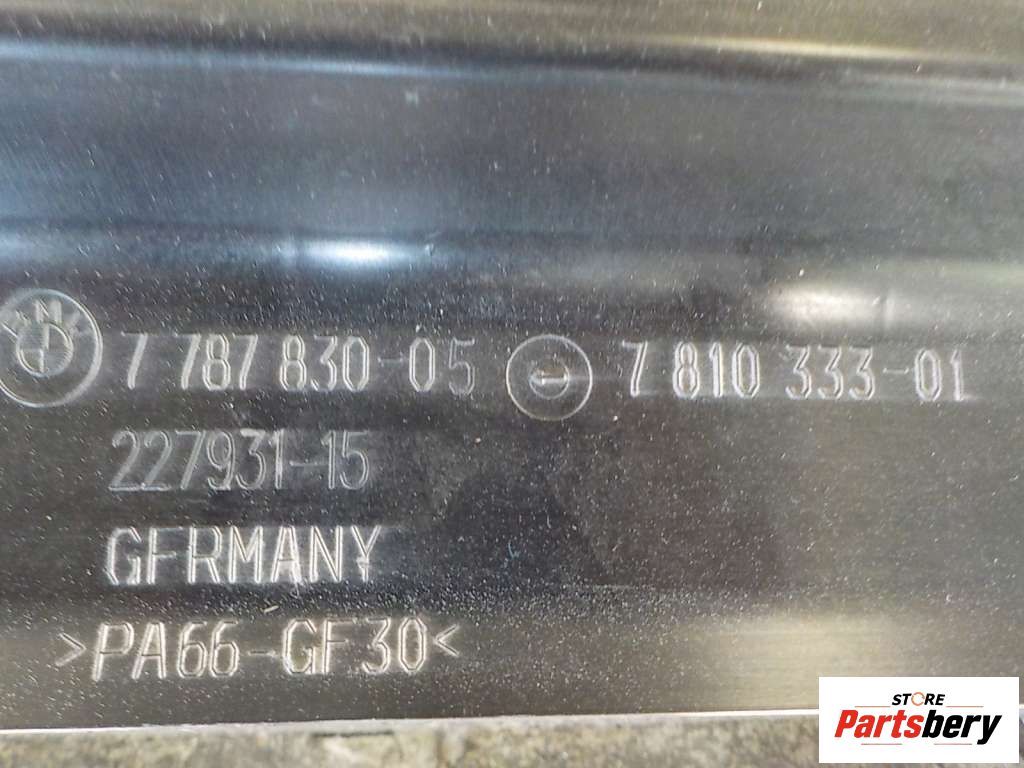 7 787 830-05 7 810 333-01
227931-15
GERMANY
>PA66-GF30<
STORE
Partsbery